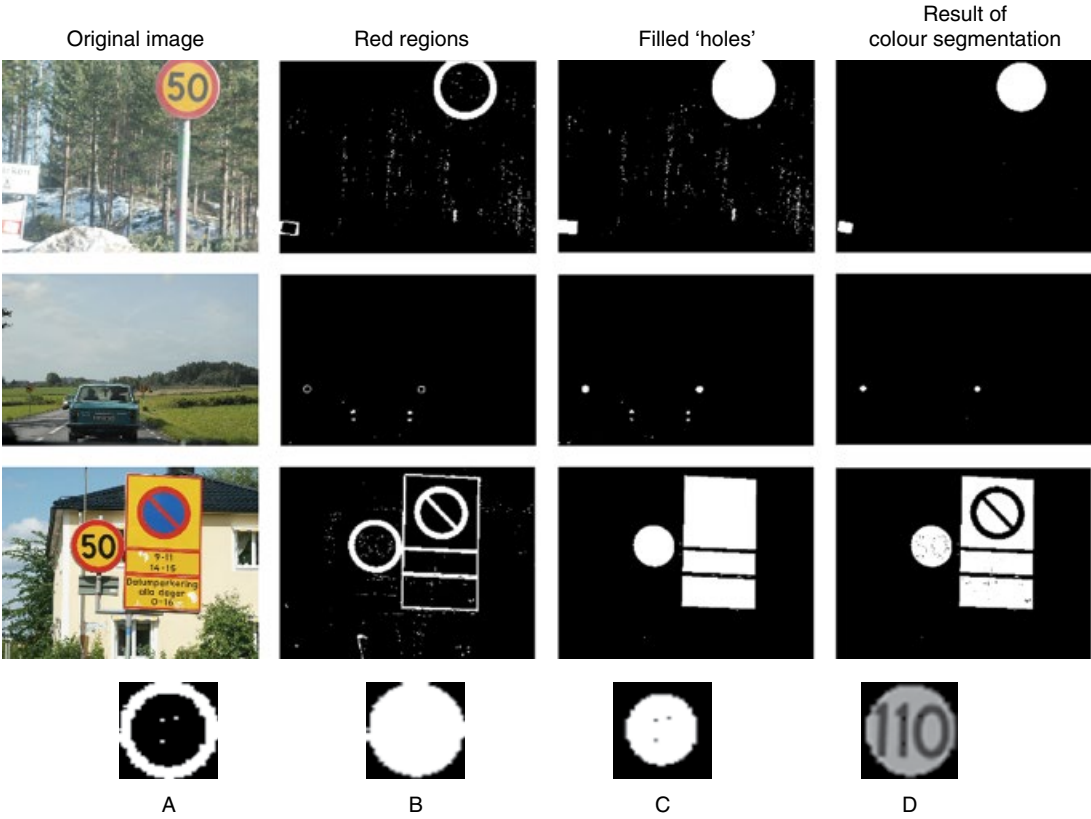 Original image
Red regions
Filled ‘holes’
Result of
colour segmentation
50
50
9-11
14-15
Datumparkering
alla dagar
0-16
110
A
B
C
D